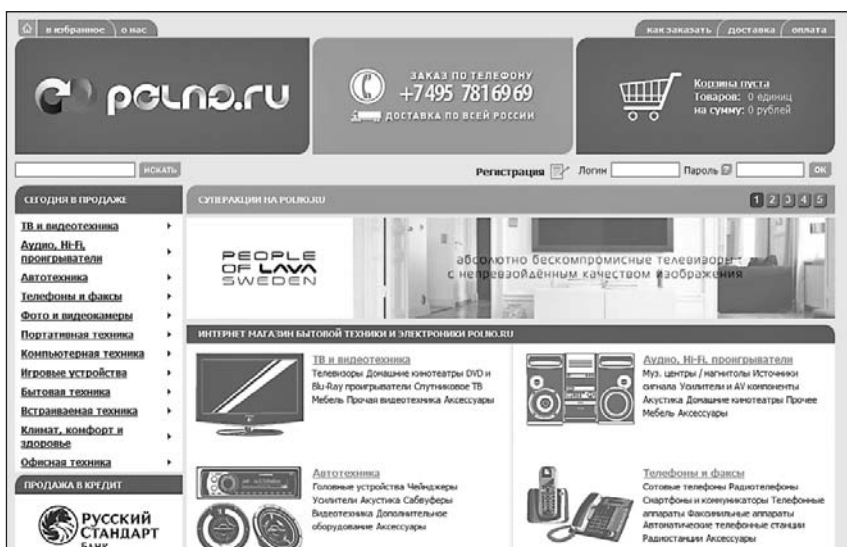 в избранное о нас
как заказать доставка оплата
polno.ru
ЗАКАЗ ПО ТЕЛЕФОНУ
+7495 7816969
ДОСТАВКА ПО ВСЕЙ РОССИИ
Корзина пуста
Товаров: 0 единиц
на сумму: 0 рублей
ИСКАТЬ
Регистрация Логин Пароль ОК
СЕГОДНЯ В ПРОДАЖЕ
ТВ и видеотехника
Аудио, Hi-Fi,
проигрыватели
Автотехника
Телефоны и факсы
Фото и видеокамеры
Портативная техника
Компьютерная техника
Игровые устройства
Бытовая техника
Встраиваемая техника
Климат, комфорт и
здоровье
Офисная техника
ПРОДАЖА В КРЕДИТ
РУССКИЙ
СТАНДАРТ
БАНК
СУПЕРАКЦИИ НА POLNO.RU
1 2 3 4 5
PEOPLE
OF LAVA
SWEDEN
абсолютно бескомпромисные телевизоры
с непревзойдённым качеством изображения
ИНТЕРНЕТ МАГАЗИН БЫТОВОЙ ТЕХНИКИ И ЭЛЕКТРОНИКИ POLNO.RU
ТВ и видеотехника
Телевизоры Домашние кинотеатры DVD и
Blu-Ray проигрыватели Спутниковое ТВ
Мебель Прочая видеотехника Аксессуары
Аудио, Hi-Fi, проигрыватели
Муз. центры / магнитолы Источники
сигнала Усилители и AV компоненты
Акустика Домашние кинотеатры Прочее
Мебель Аксессуары
Автотехника
Головные устройства Чейнджеры
Усилители Акустика Сабвуферы
Видеотехника Дополнительное
оборудование Аксессуары
Телефоны и факсы
Сотовые телефоны Радиотелефоны
Смартфоны и коммуникаторы Телефонные
аппараты Факсимильные аппараты
Автоматические телефонные станции
Радиостанции Аксессуары